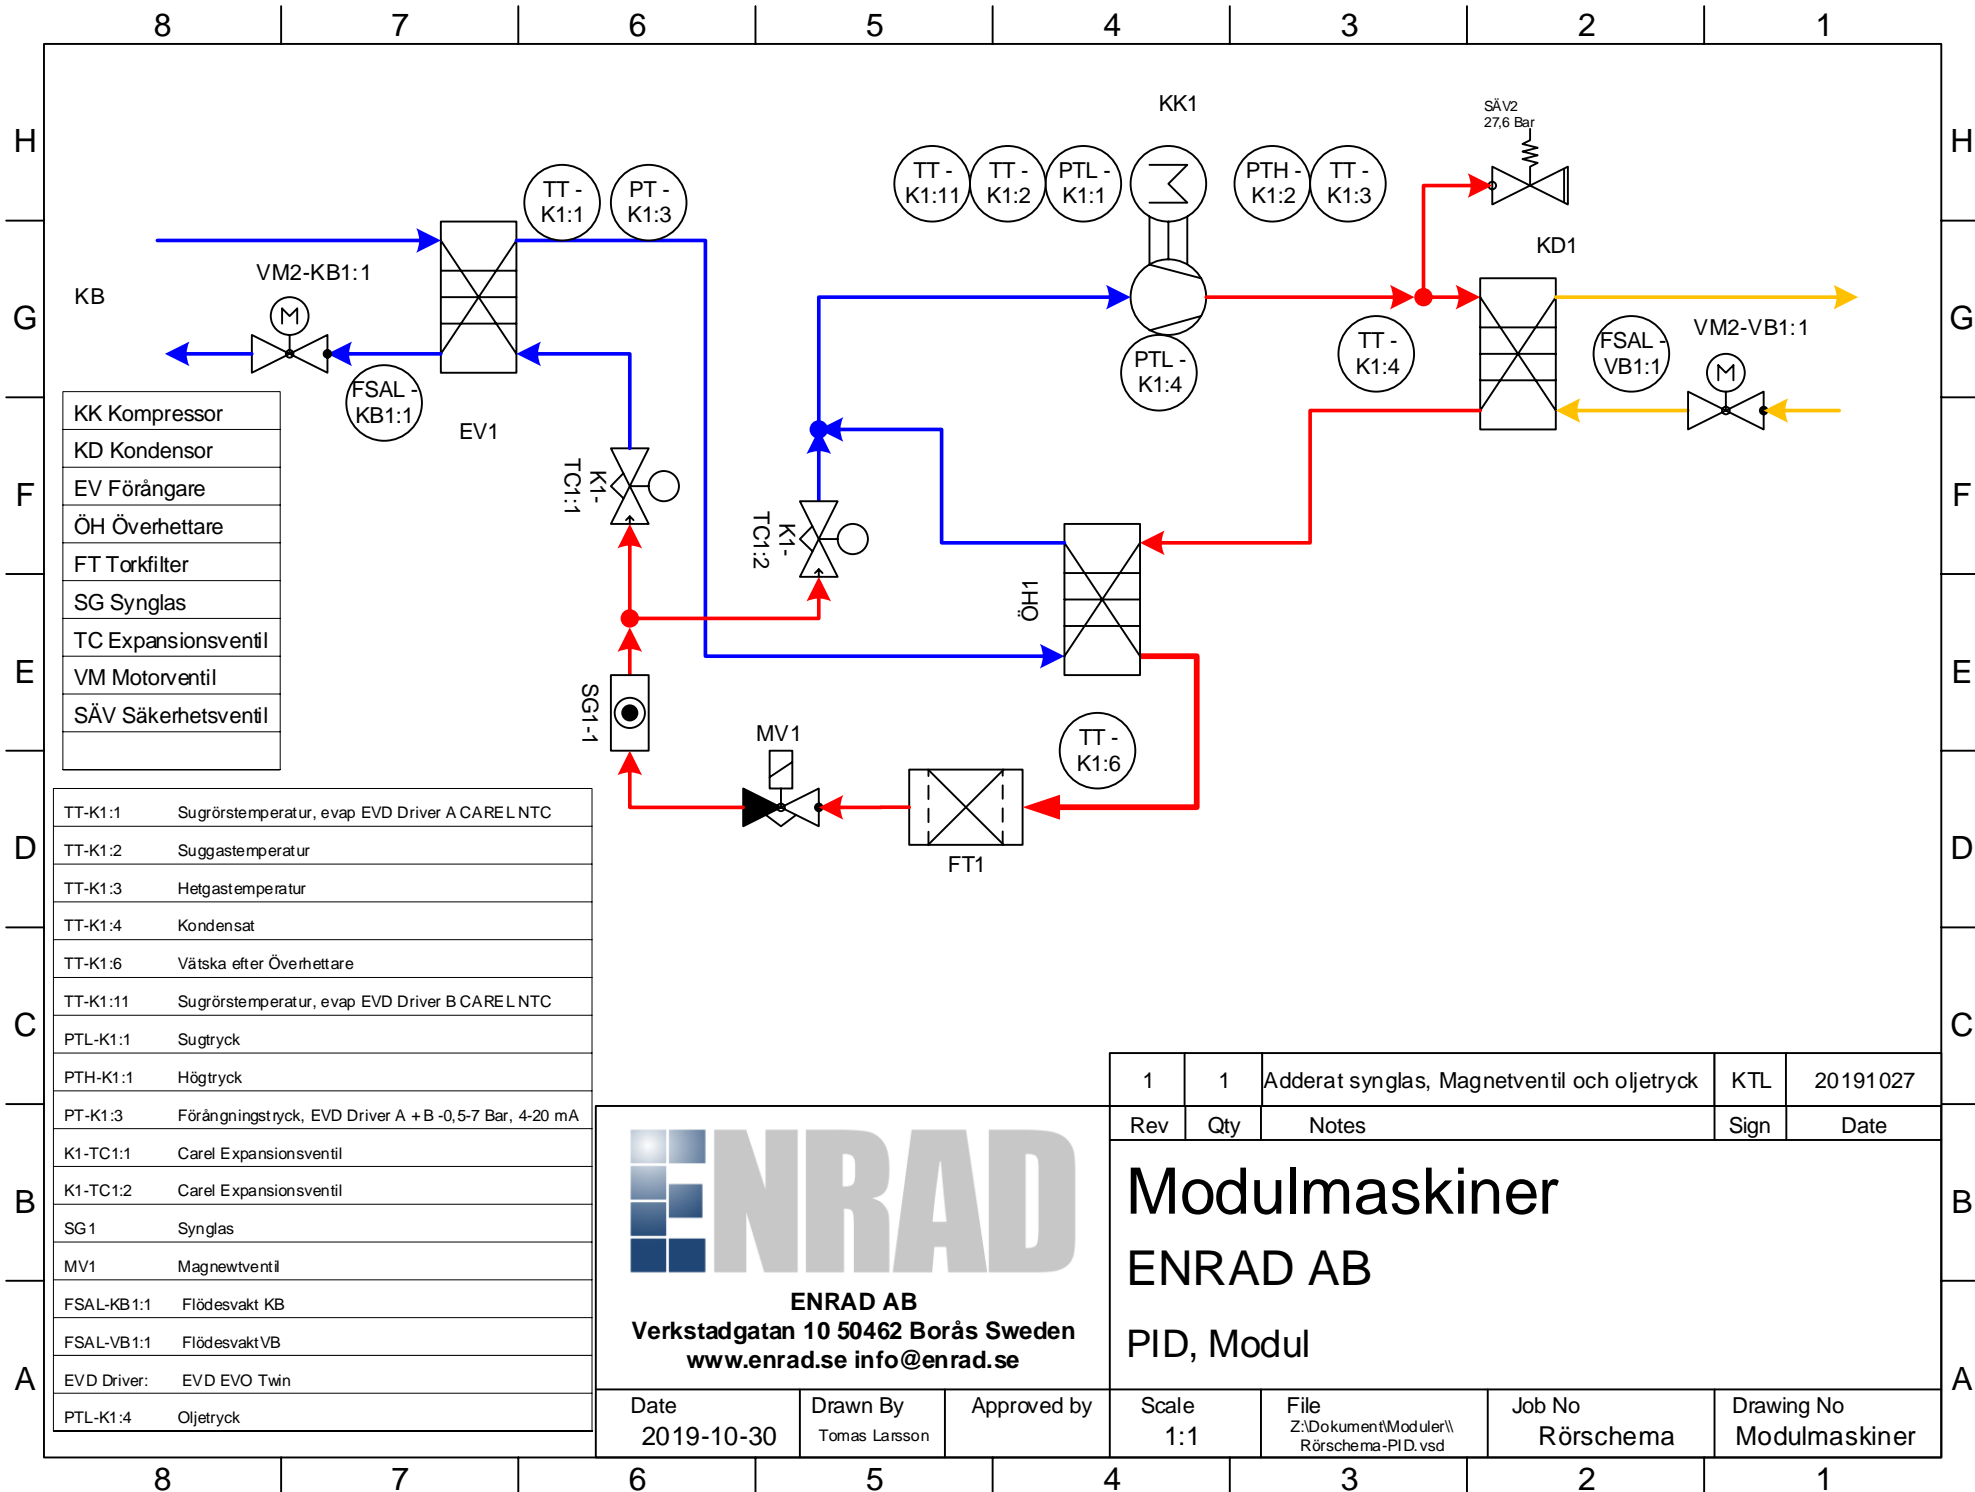 8 7 6 5 4 3 2 1
H H
G G
F F
E E
D D
C C
B B
A A
KK1
SÄV2
27,6 Bar
TT -
K1:1
PT -
K1:3
TT -
K1:11
TT -
K1:2
PTL -
K1:1
PTH -
K1:2
TT -
K1:3
KD1
VM2-KB1:1
KB
M
FSAL -
KB1:1
EV1
PTL -
K1:4
TT -
K1:4
FSAL -
VB1:1
VM2-VB1:1
M
K1-
TC1:1
K1-
TC1:2
ÖH1
SG1-1
MV1
TT -
K1:6
FT1
KK Kompressor
KD Kondensor
EV Förångare
ÖH Överhettare
FT Torkfilter
SG Synglas
TC Expansionsventil
VM Motorventil
SÄV Säkerhetsventil
TT-K1:1 Sugrörstemperatur, evap EVD Driver A CAREL NTC
TT-K1:2 Suggastemperatur
TT-K1:3 Hetgastemperatur
TT-K1:4 Kondensat
TT-K1:6 Vätska efter Överhettare
TT-K1:11 Sugrörstemperatur, evap EVD Driver B CAREL NTC
PTL-K1:1 Sugtryck
PTH-K1:1 Högtryck
PT-K1:3 Förångningstryck, EVD Driver A + B -0,5-7 Bar, 4-20 mA
K1-TC1:1 Carel Expansionsventil
K1-TC1:2 Carel Expansionsventil
SG1 Synglas
MV1 Magnewtventil
FSAL-KB1:1 Flödesvakt KB
FSAL-VB1:1 Flödesvakt VB
EVD Driver: EVD EVO Twin
PTL-K1:4 Oljetryck
ENRAD
ENRAD AB
Verkstadgatan 10 50462 Borås Sweden
www.enrad.se info@enrad.se
1 1 Adderat synglas, Magnetventil och oljetryck KTL 20191027
Rev Qty Notes Sign Date
Modulmaskiner
ENRAD AB
PID, Modul
Date
2019-10-30
Drawn By
Tomas Larsson
Approved by
Scale
1:1
File
Z:\Dokument\Moduler\\
Rörschema-PID.vsd
Job No
Rörschema
Drawing No
Modulmaskiner
8 7 6 5 4 3 2 1